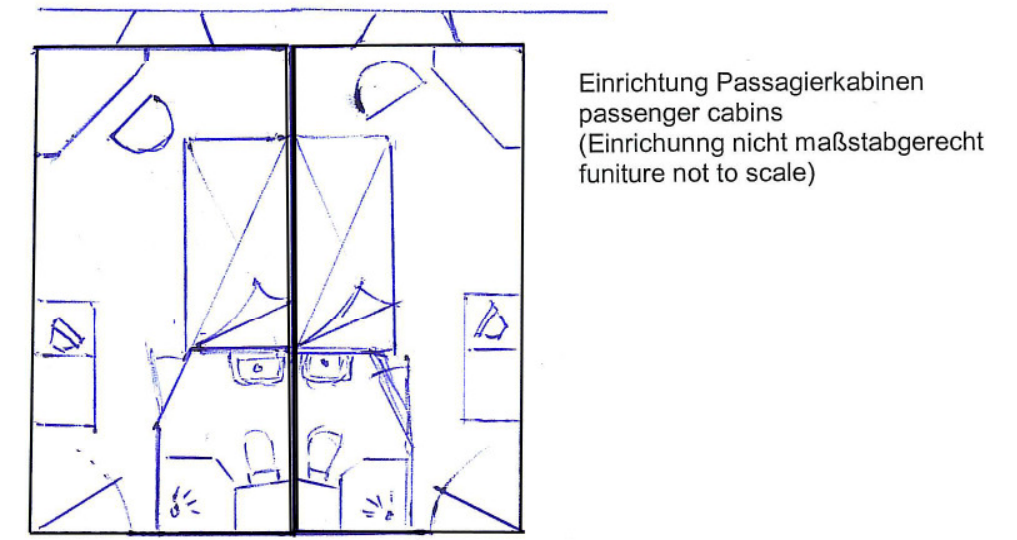 Einrichtung Passagierkabinen
passenger cabins
(Einrichunng nicht maßstabgerecht
funiture not to scale)